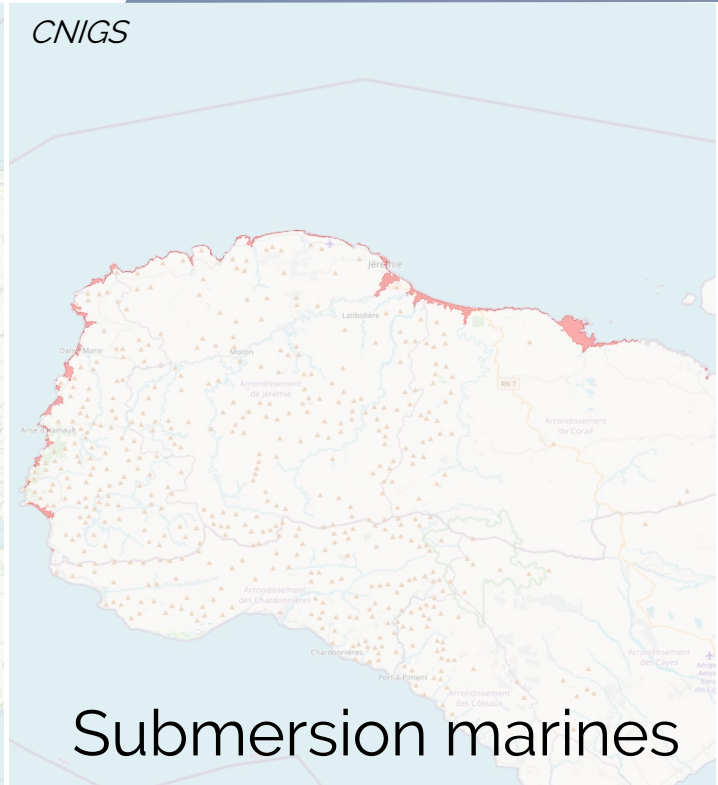 CNIGS
Jérémie
Latibolière
Dame Marie
Moron
Arrondissement
de Jérémie
RN 7
Arrondissement
de Corail
Anse d'Hainault
Arrondissement
des Chardonnières
Chardonnières
Arrondissement
des Cayes
Port-à-Piment
Arrondissement
des Côteaux
Submersion marines